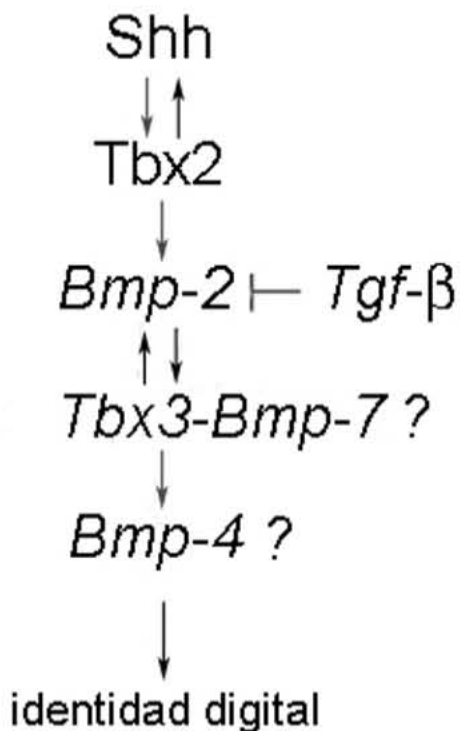 Shh
Tbx2
Bmp-2 Tgf-β
Tbx3-Bmp-7 ?
Bmp-4 ?
identidad digital